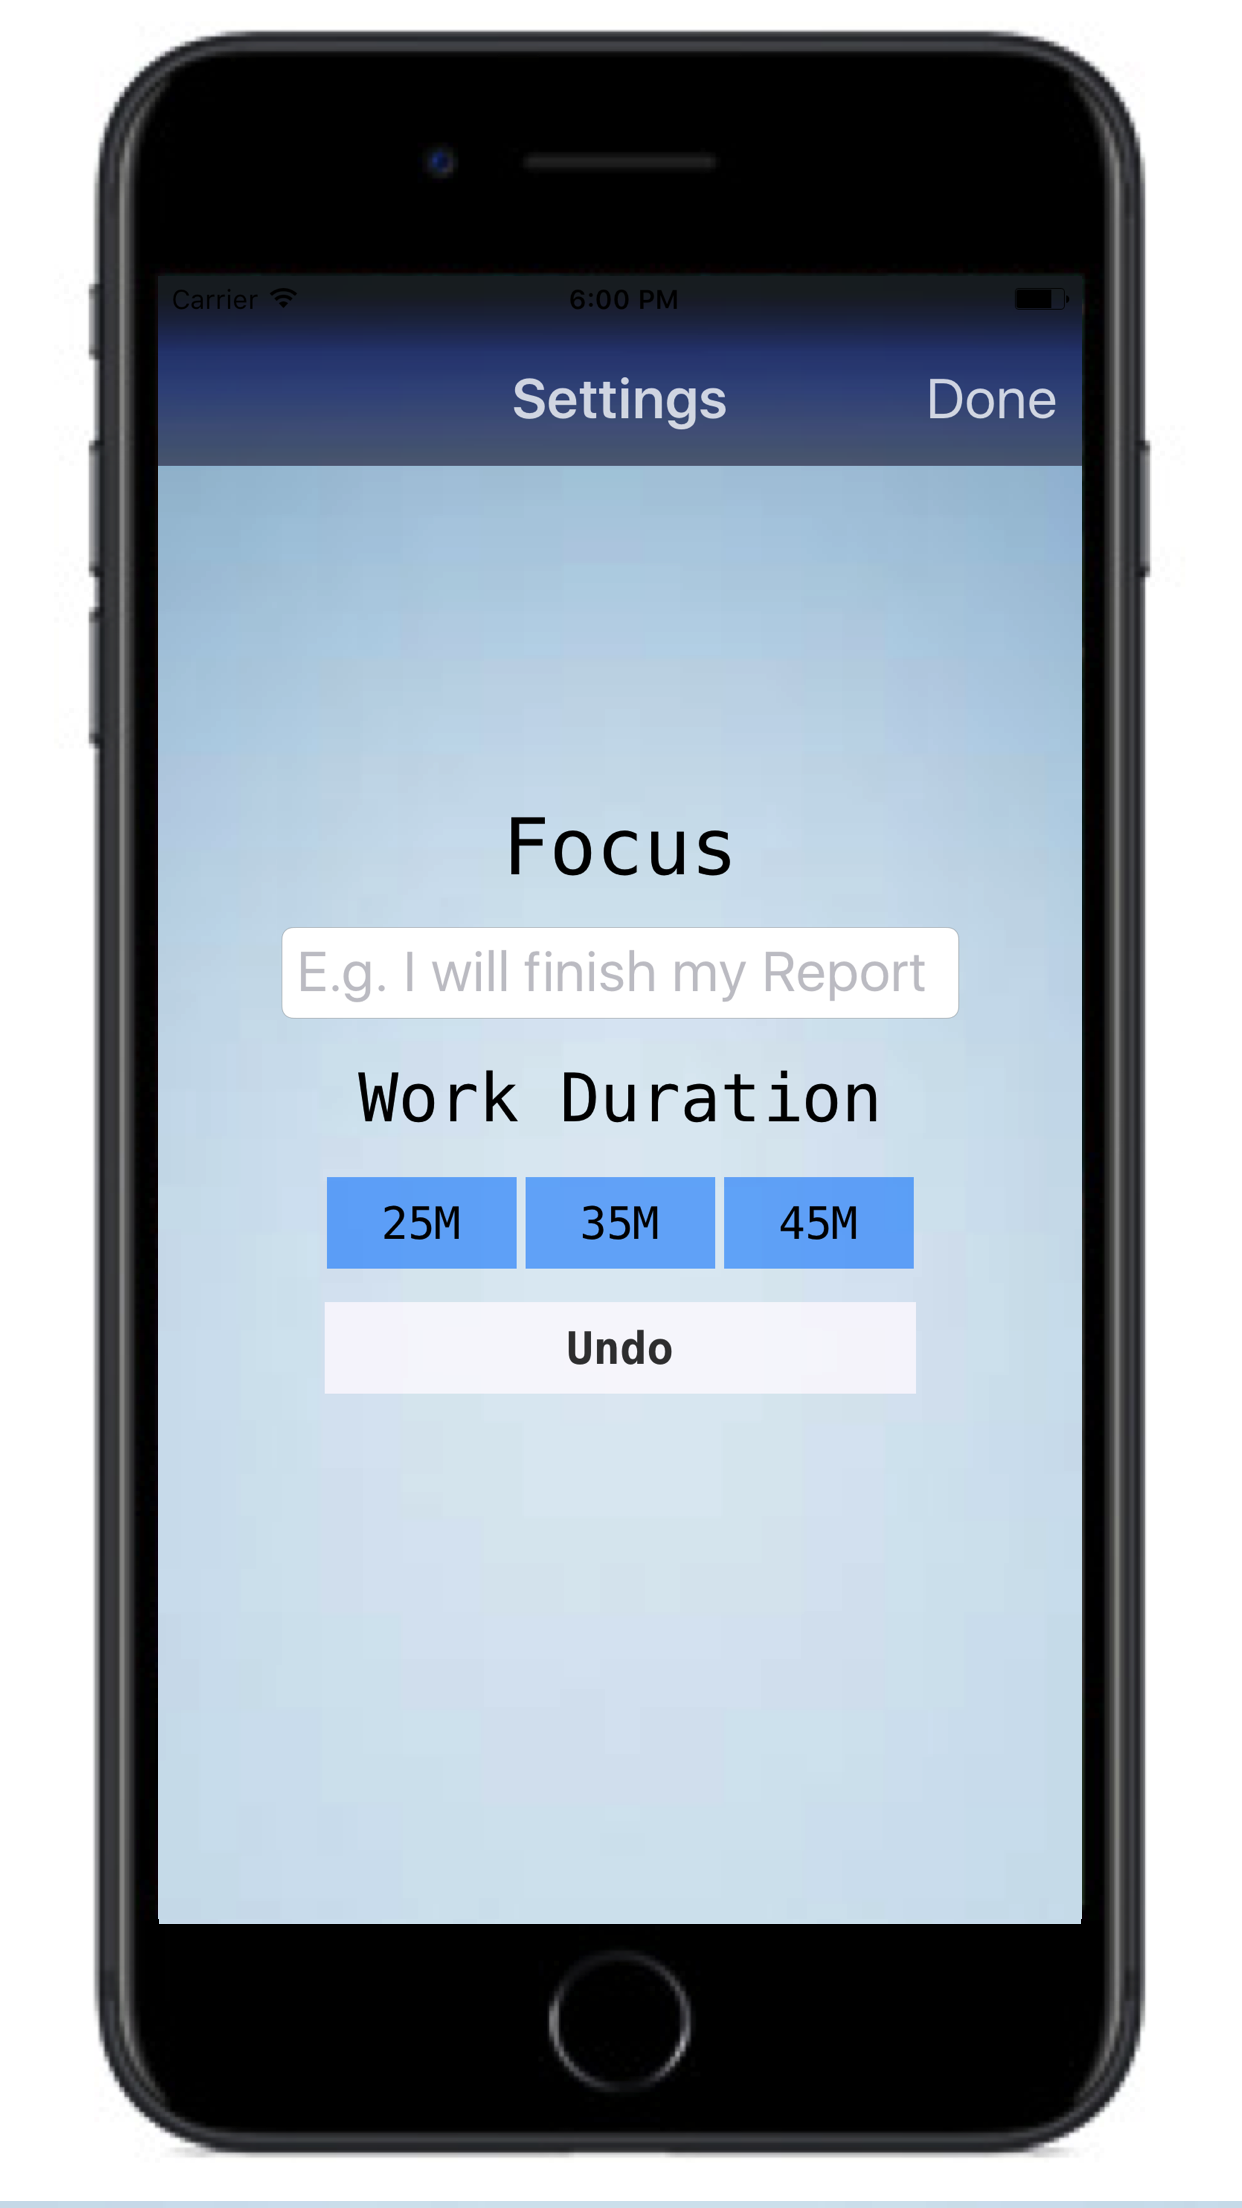 Carrier 6:00 PM
Settings Done
Focus
E.g. I will finish my Report
Work Duration
25M 35M 45M
Undo